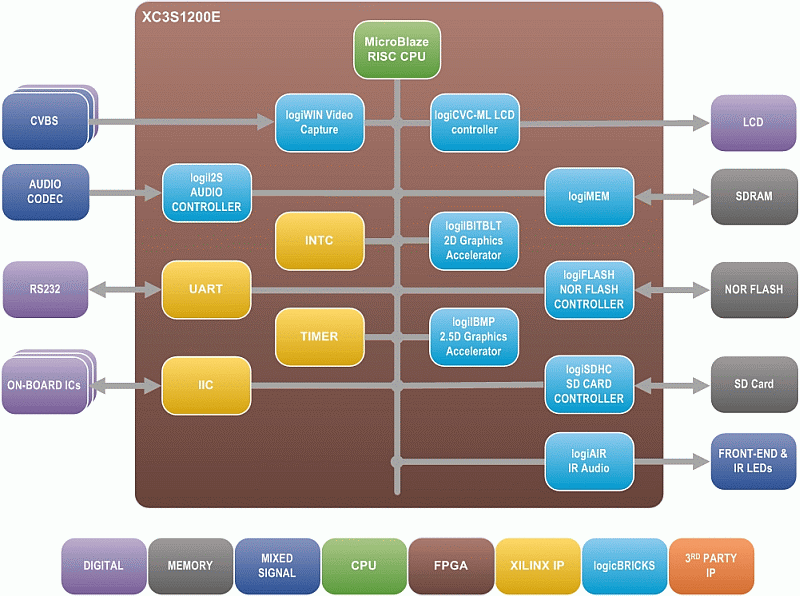 XC3S1200E
MicroBlaze
RISC CPU
CVBS
logiWIN Video
Capture
logiCVC-ML LCD
controller
LCD
AUDIO
CODEC
logiI2S
AUDIO
CONTROLLER
logiMEM
SDRAM
INTC
logiBITBLT
2D Graphics
Accelerator
RS232
UART
logiFLASH
NOR FLASH
CONTROLLER
NOR FLASH
TIMER
logiBMP
2.5D Graphics
Accelerator
ON-BOARD ICs
IIC
logiSDHC
SD CARD
CONTROLLER
SD Card
logiAIR
IR Audio
FRONT-END &
IR LEDs
DIGITAL
MEMORY
MIXED
SIGNAL
CPU
FPGA
XILINX IP
logicBRICKS
3RD PARTY
IP